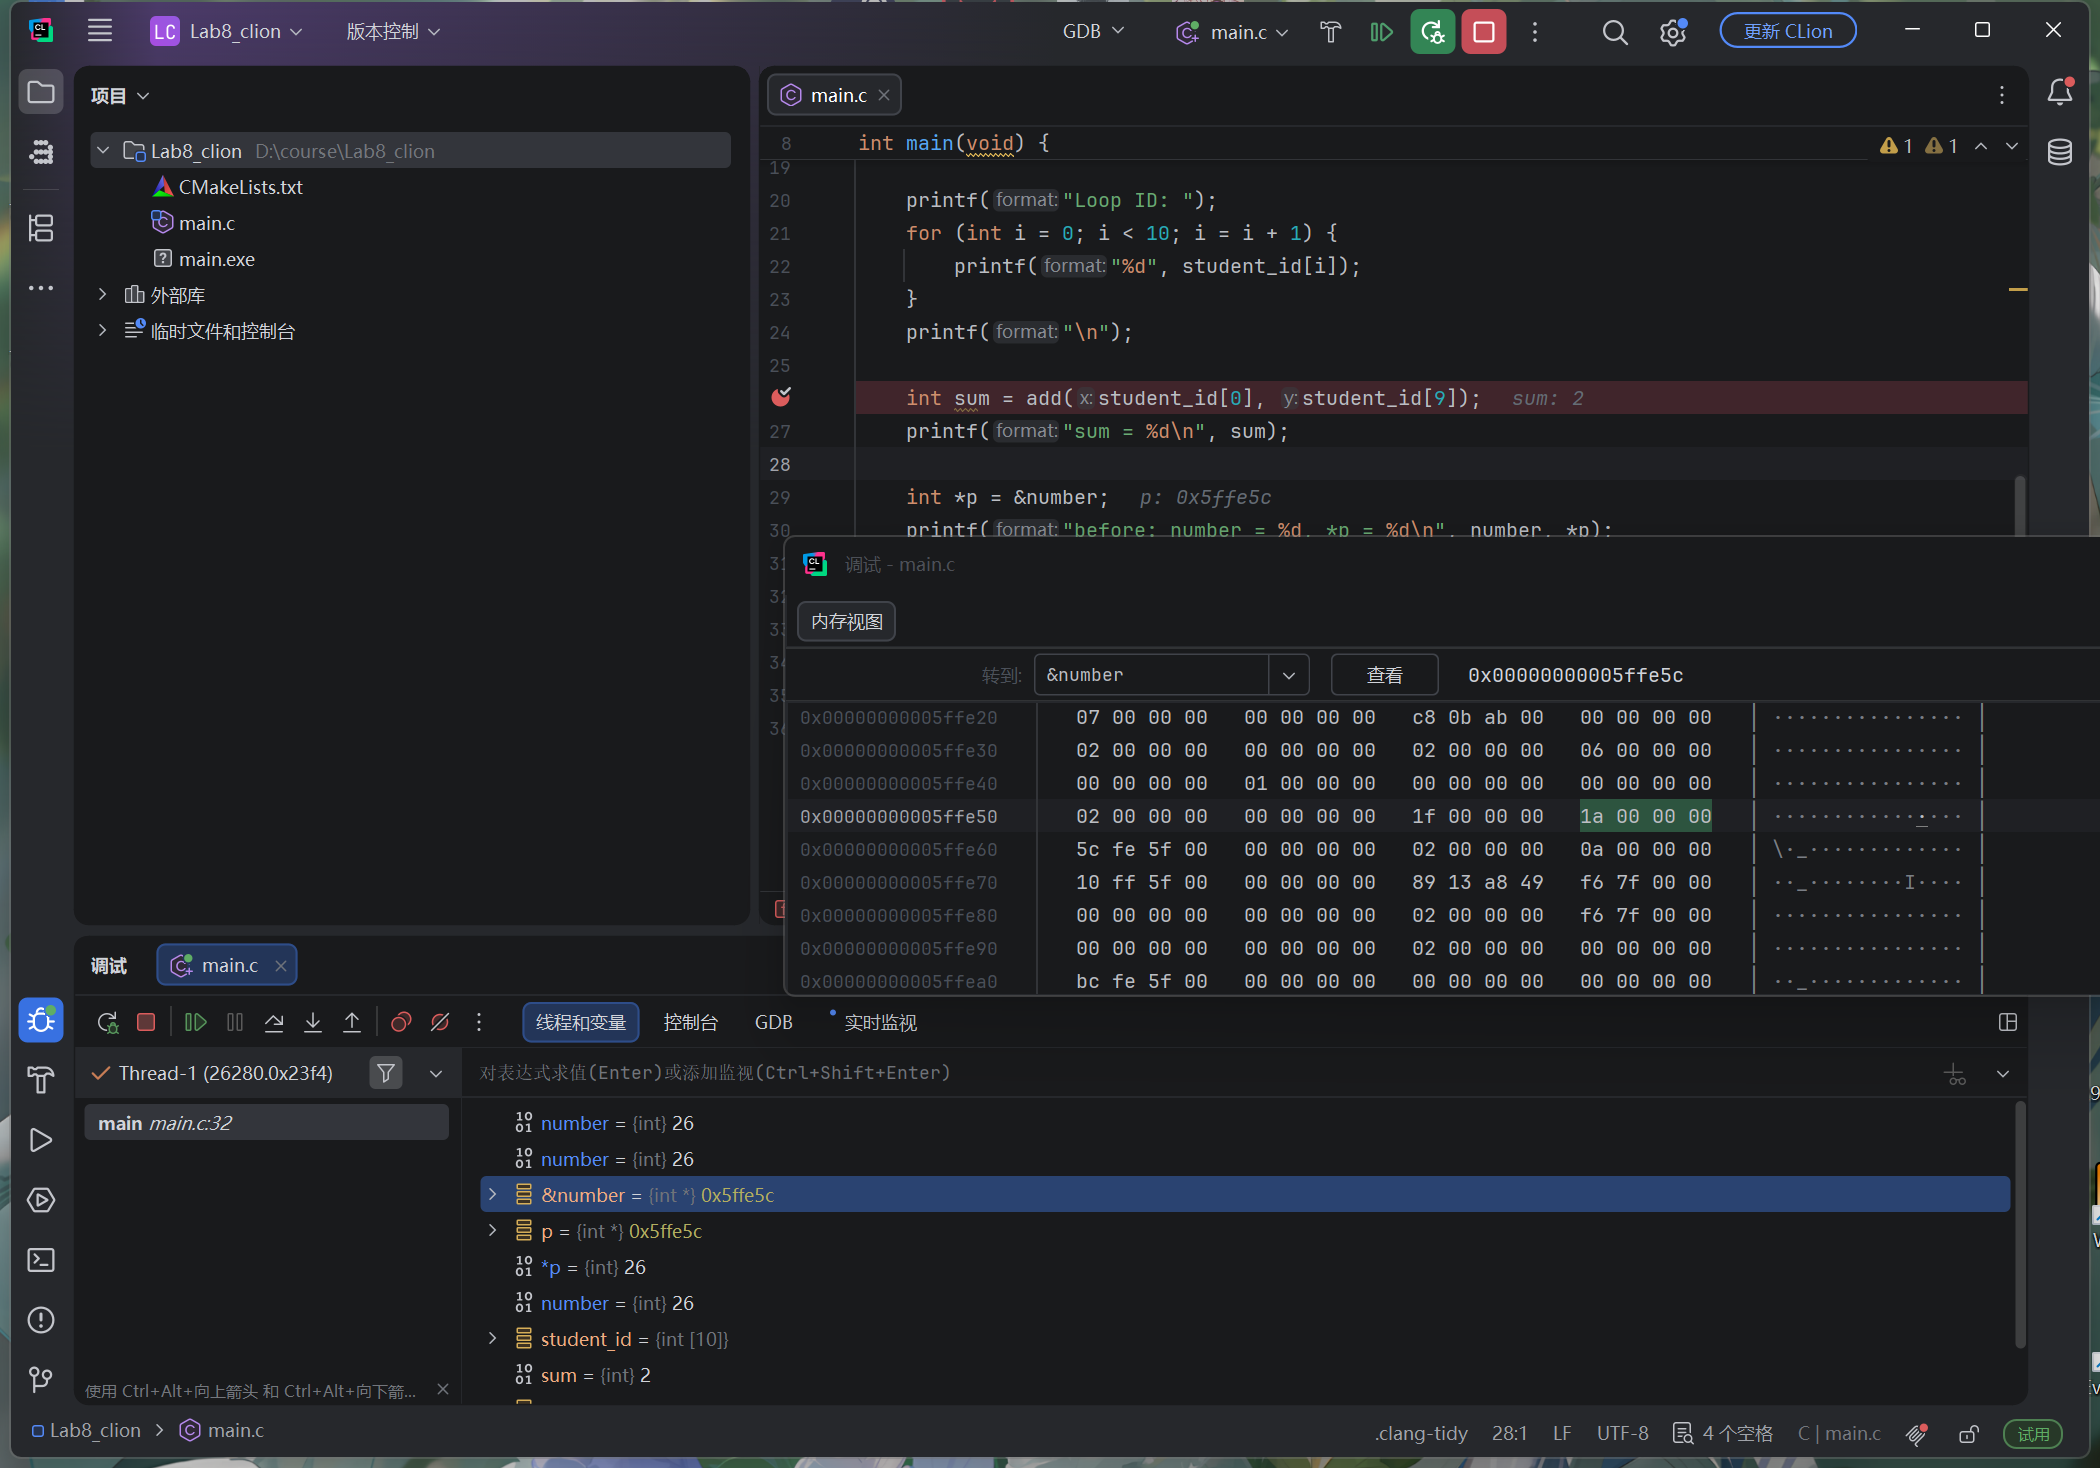 LC Lab8_clion 版本控制 GDB main.c 更新 CLion
项目
Lab8_clion D:\course\Lab8_clion
CMakeLists.txt
main.c
main.exe
外部库
临时文件和控制台
main.c
8 int main(void) { 1 1
19
20 printf( format: "Loop ID: ");
21 for (int i = 0; i < 10; i = i + 1) {
22 printf( format: "%d", student_id[i]);
23 }
24 printf( format: "\n");
25
int sum = add( x: student_id[0], y: student_id[9]); sum: 2
27 printf( format: "sum = %d\n", sum);
28
29 int *p = &number; p: 0x5ffe5c
30 printf( format: "before: number = %d, *p = %d\n", number, *p);
调试 - main.c
内存视图
转到: &number 查看 0x00000000005ffe5c
0x00000000005ffe20 07 00 00 00 00 00 00 00 c8 0b ab 00 00 00 00 00 | ················ |
0x00000000005ffe30 02 00 00 00 00 00 00 00 02 00 00 00 06 00 00 00 | ················ |
0x00000000005ffe40 00 00 00 00 01 00 00 00 00 00 00 00 00 00 00 00 | ················ |
0x00000000005ffe50 02 00 00 00 00 00 00 00 1f 00 00 00 1a 00 00 00 | ················ |
0x00000000005ffe60 5c fe 5f 00 00 00 00 00 02 00 00 00 0a 00 00 00 | \·_············· |
0x00000000005ffe70 10 ff 5f 00 00 00 00 00 89 13 a8 49 f6 7f 00 00 | ··_········I···· |
0x00000000005ffe80 00 00 00 00 00 00 00 00 02 00 00 00 f6 7f 00 00 | ················ |
0x00000000005ffe90 00 00 00 00 00 00 00 00 02 00 00 00 00 00 00 00 | ················ |
0x00000000005ffea0 bc fe 5f 00 00 00 00 00 00 00 00 00 00 00 00 00 | ··_············· |
调试 main.c
线程和变量 控制台 GDB 实时监视
Thread-1 (26280.0x23f4) 对表达式求值(Enter)或添加监视(Ctrl+Shift+Enter)
main main.c:32
number = {int} 26
number = {int} 26
&number = {int *} 0x5ffe5c
p = {int *} 0x5ffe5c
*p = {int} 26
number = {int} 26
student_id = {int [10]}
sum = {int} 2
使用 Ctrl+Alt+向上箭头 和 Ctrl+Alt+向下箭...
Lab8_clion main.c .clang-tidy 28:1 LF UTF-8 4 个空格 C | main.c 试用